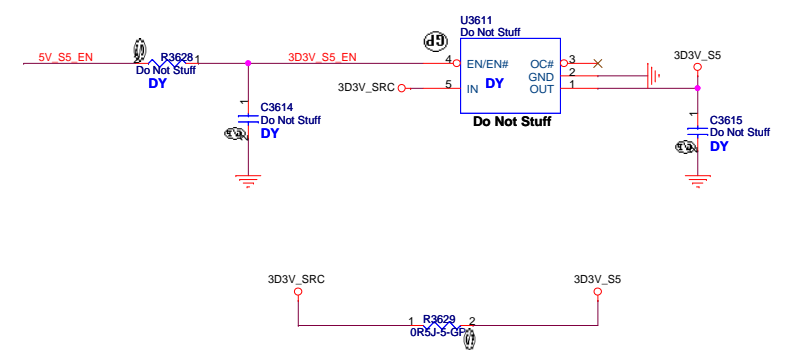 U3611
Do Not Stuff
GP
5V_S5_EN
R3628
1
Do Not Stuff
DY
3D3V_S5_EN
4
EN/EN#
OC#
3
GND
2
3D3V_SRC
5
IN
DY
OUT
1
Do Not Stuff
3D3V_S5
1
C3614
Do Not Stuff
DY
1
C3615
Do Not Stuff
DY
3D3V_SRC
3D3V_S5
1
R3629
2
0R5J-5-GP